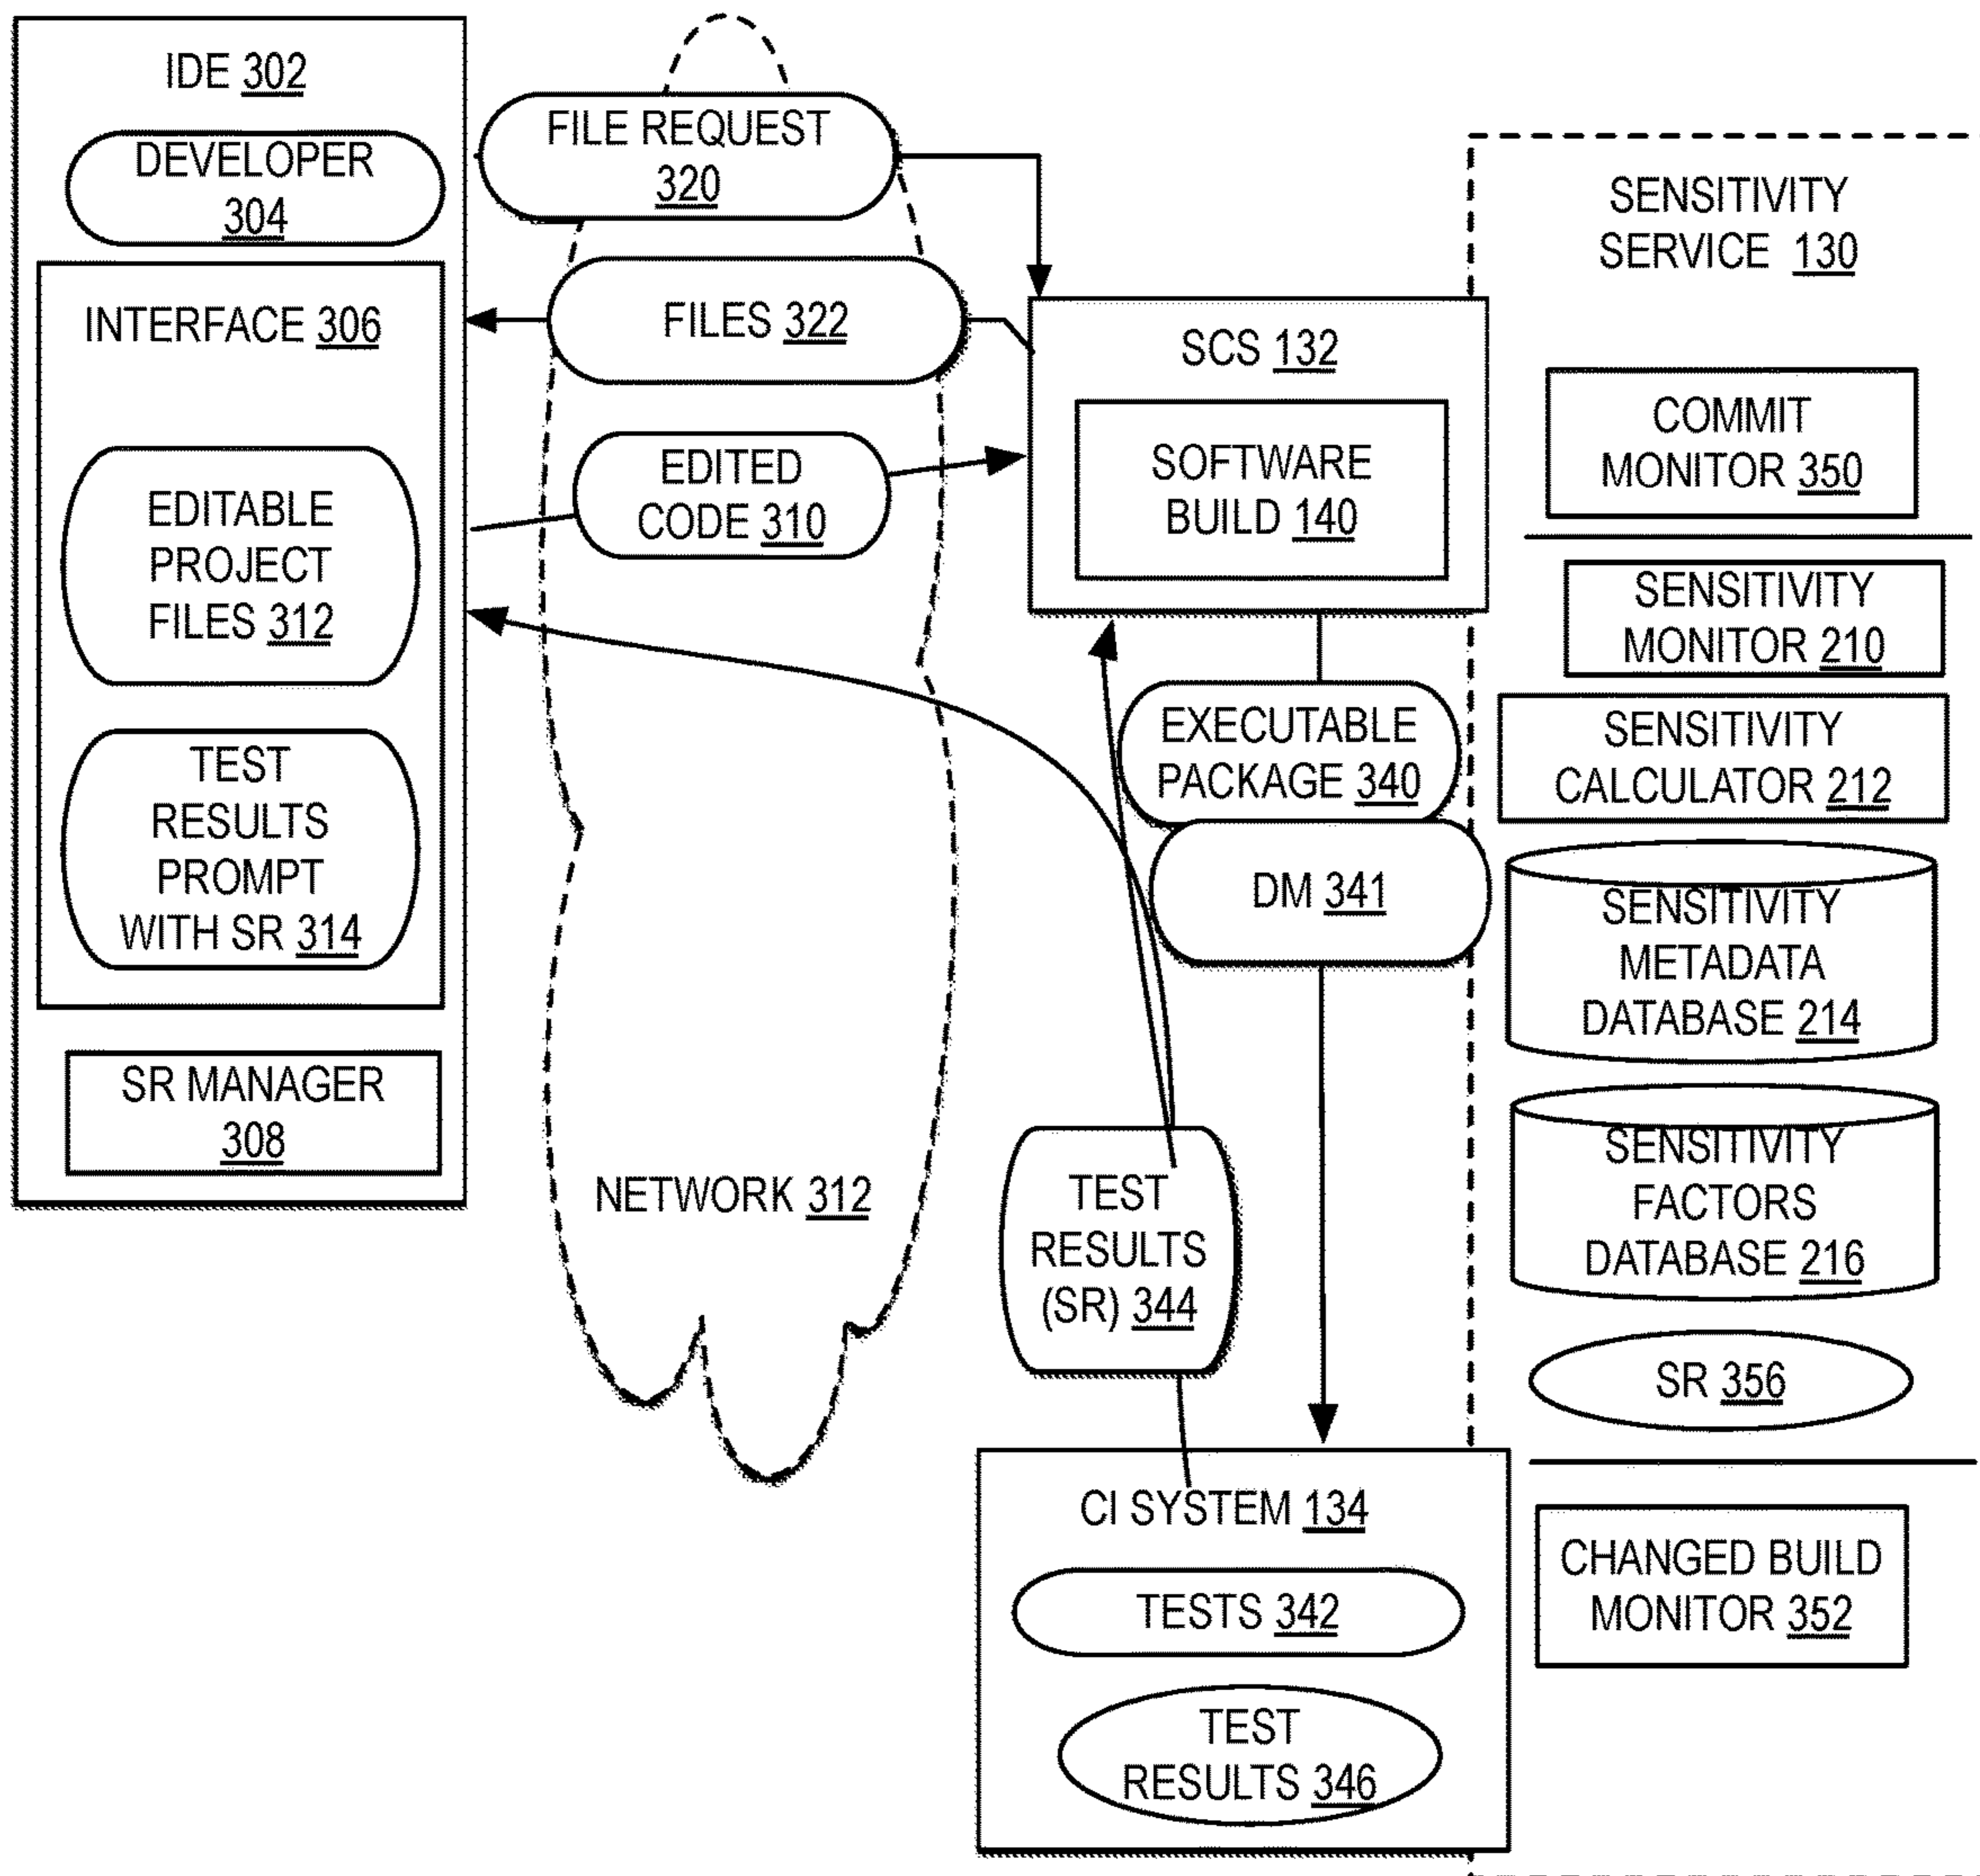 IDE 302
DEVELOPER
304
INTERFACE 306
EDITABLE
PROJECT
FILES 312
TEST
RESULTS
PROMPT
WITH SR 314
SR MANAGER
308
FILE REQUEST
320
FILES 322
EDITED
CODE 310
NETWORK 312
SCS 132
SOFTWARE
BUILD 140
EXECUTABLE
PACKAGE 340
DM 341
TEST
RESULTS
(SR) 344
CI SYSTEM 134
TESTS 342
TEST
RESULTS 346
SENSITIVITY
SERVICE 130
COMMIT
MONITOR 350
SENSITIVITY
MONITOR 210
SENSITIVITY
CALCULATOR 212
SENSITIVITY
METADATA
DATABASE 214
SENSITIVITY
FACTORS
DATABASE 216
SR 356
CHANGED BUILD
MONITOR 352